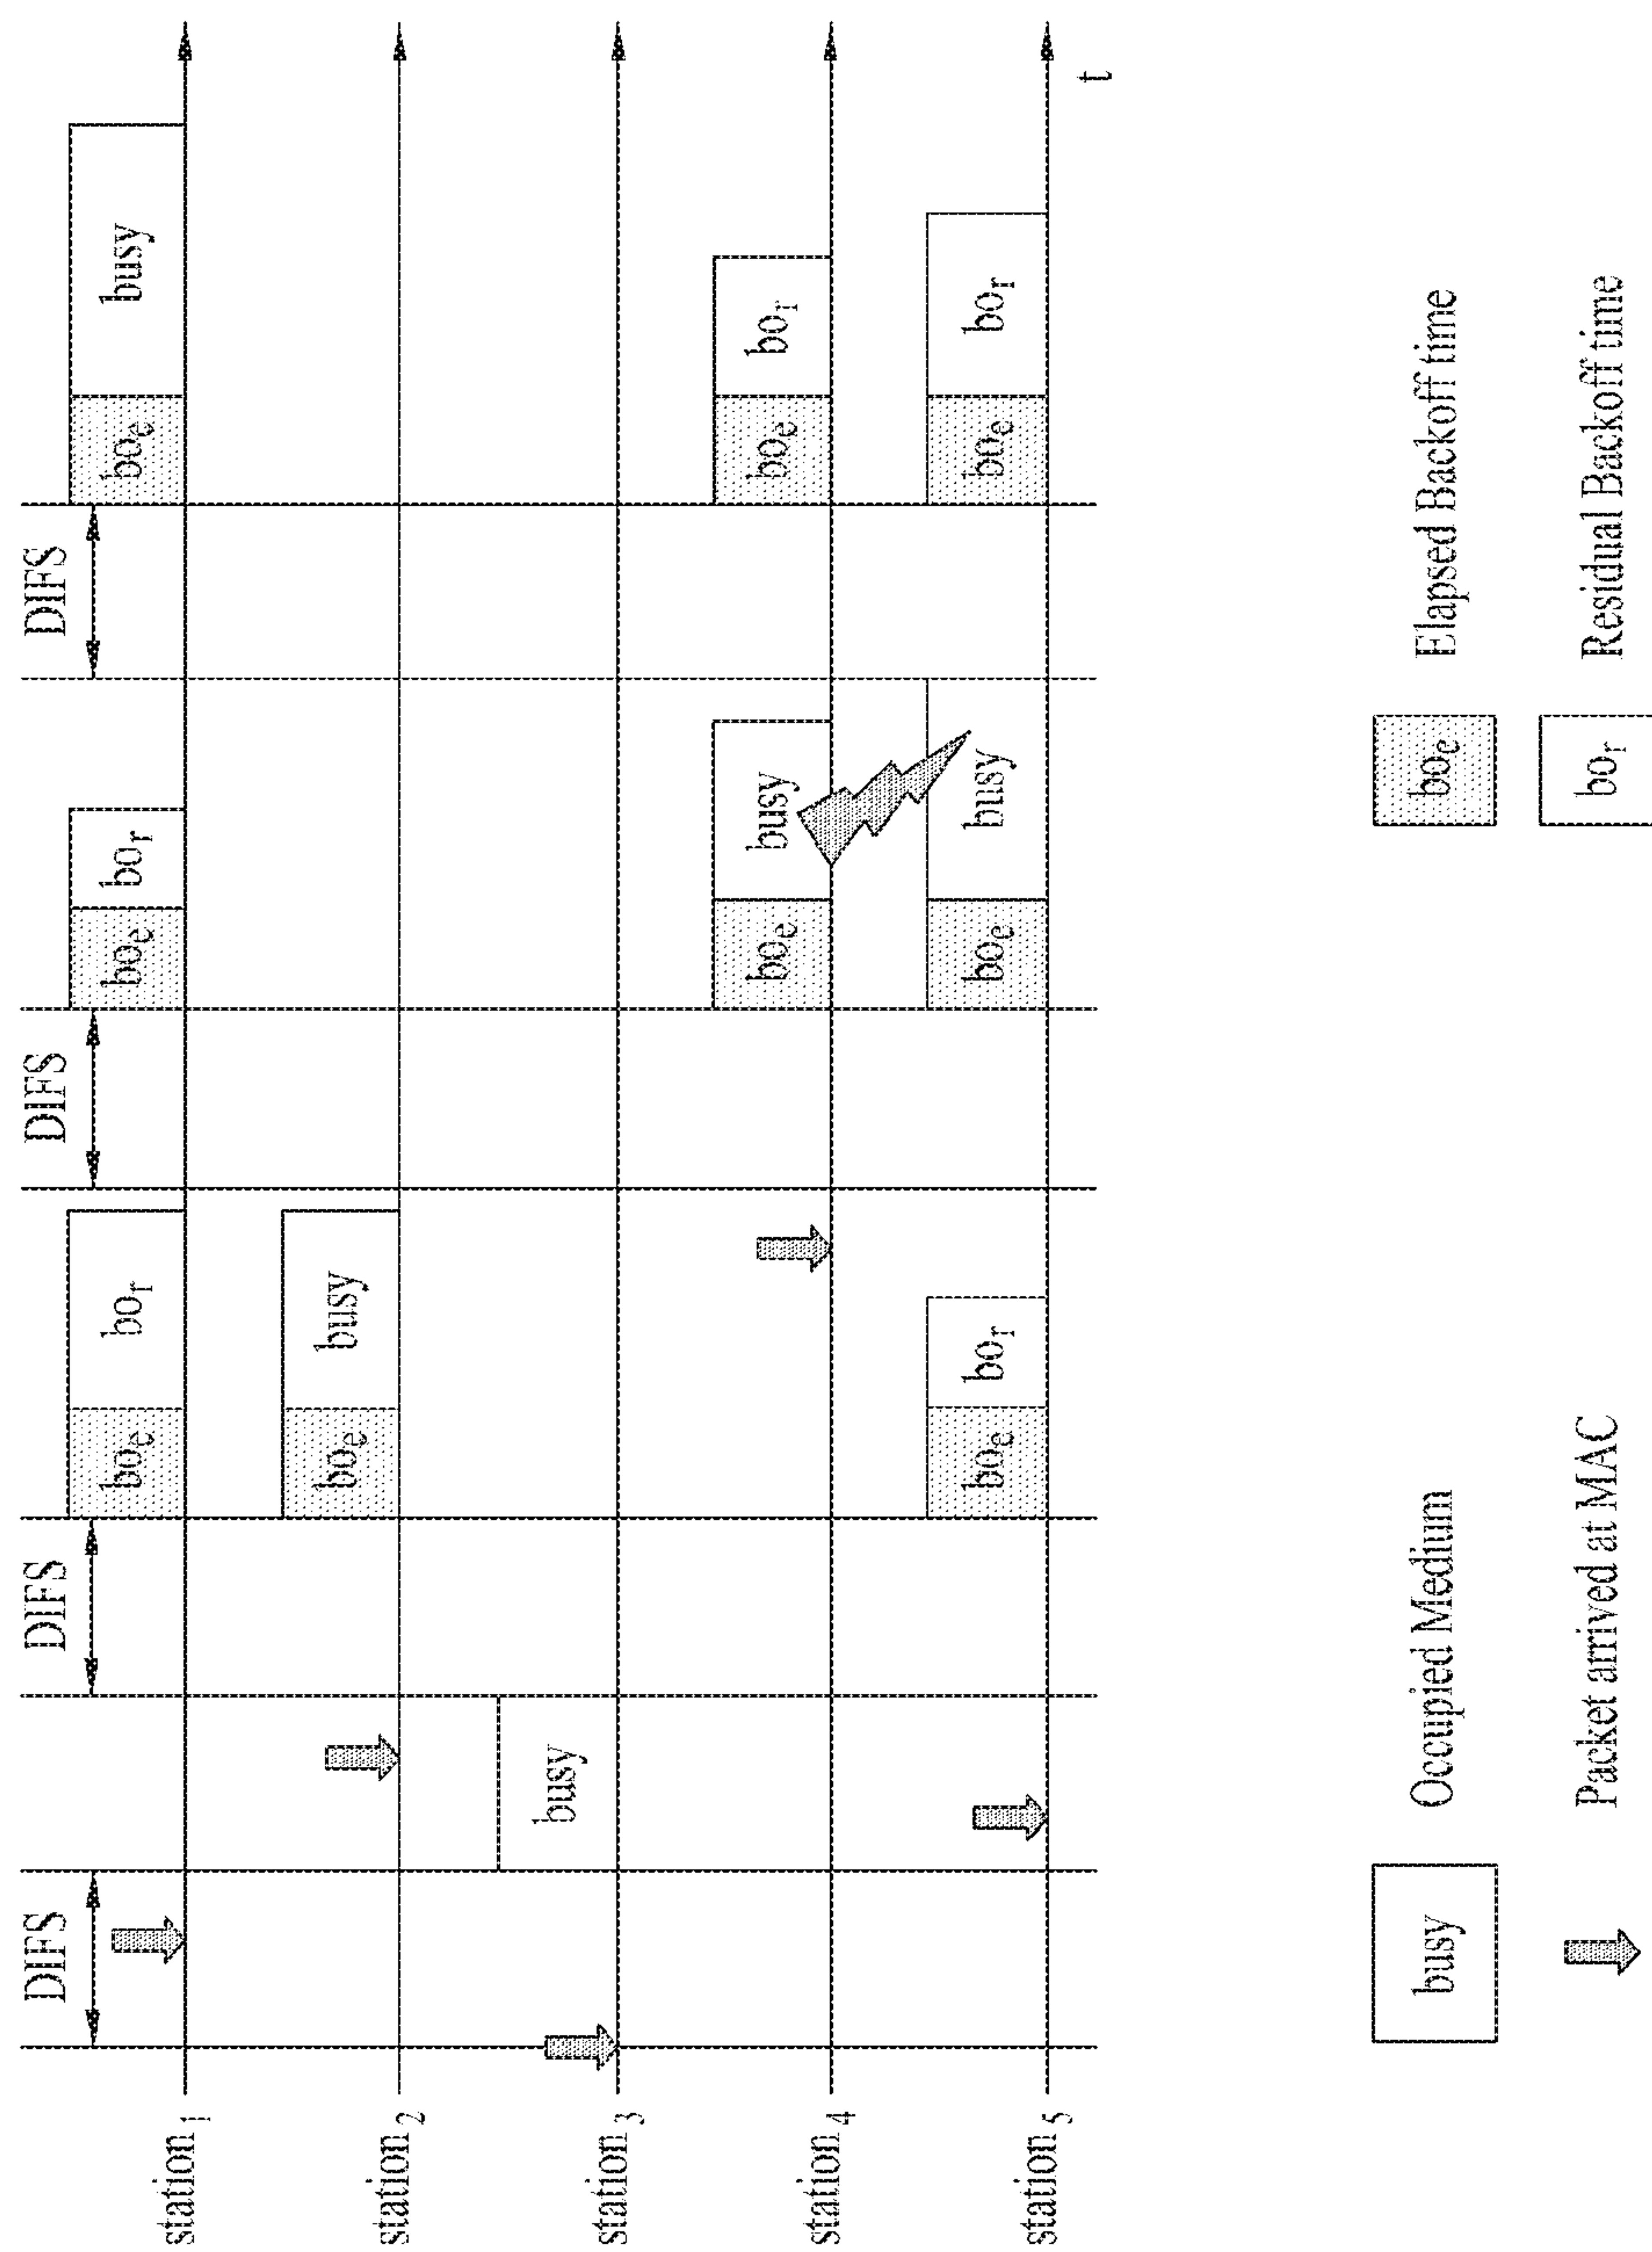 DIFS DIFS DIFS DIFS
station 1 bo_e bo_r bo_e bo_r bo_e busy
station 2 bo_e busy
station 3 busy
station 4 bo_e busy bo_e bo_r
station 5 bo_e bo_r bo_e busy bo_e bo_r
t
busy Occupied Medium bo_e Elapsed Backoff time
Packet arrived at MAC bo_r Residual Backoff time